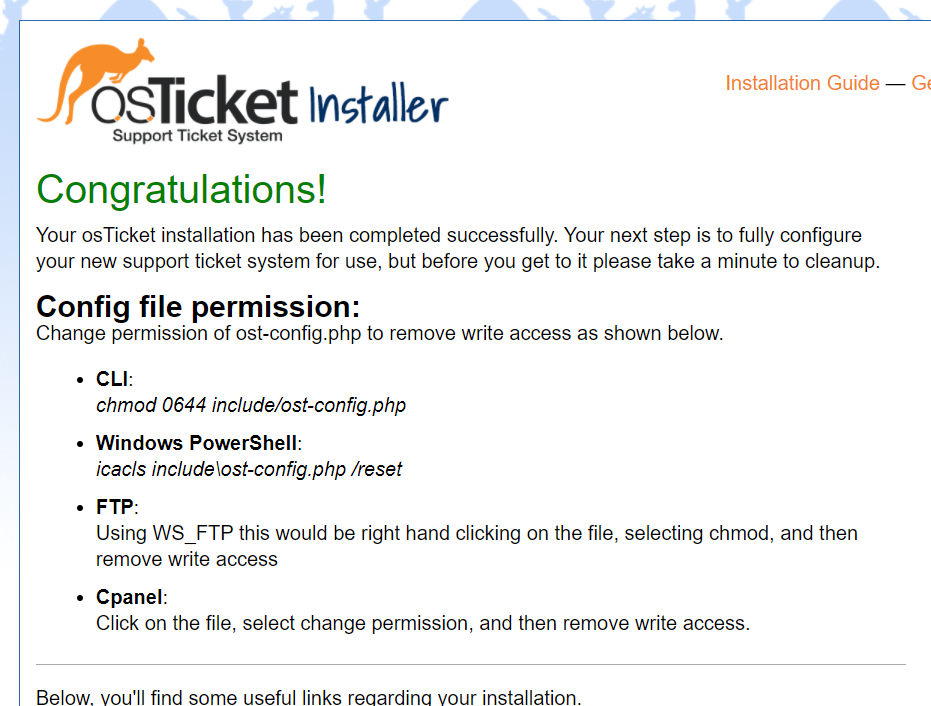 osTicket Installer
Support Ticket System
Installation Guide —
Congratulations!
Your osTicket installation has been completed successfully. Your next step is to fully configure
your new support ticket system for use, but before you get to it please take a minute to cleanup.
Config file permission:
Change permission of ost-config.php to remove write access as shown below.
• CLI:
chmod 0644 include/ost-config.php
• Windows PowerShell:
icacls include\ost-config.php /reset
• FTP:
Using WS_FTP this would be right hand clicking on the file, selecting chmod, and then
remove write access
• Cpanel:
Click on the file, select change permission, and then remove write access.
Below, you'll find some useful links regarding your installation.